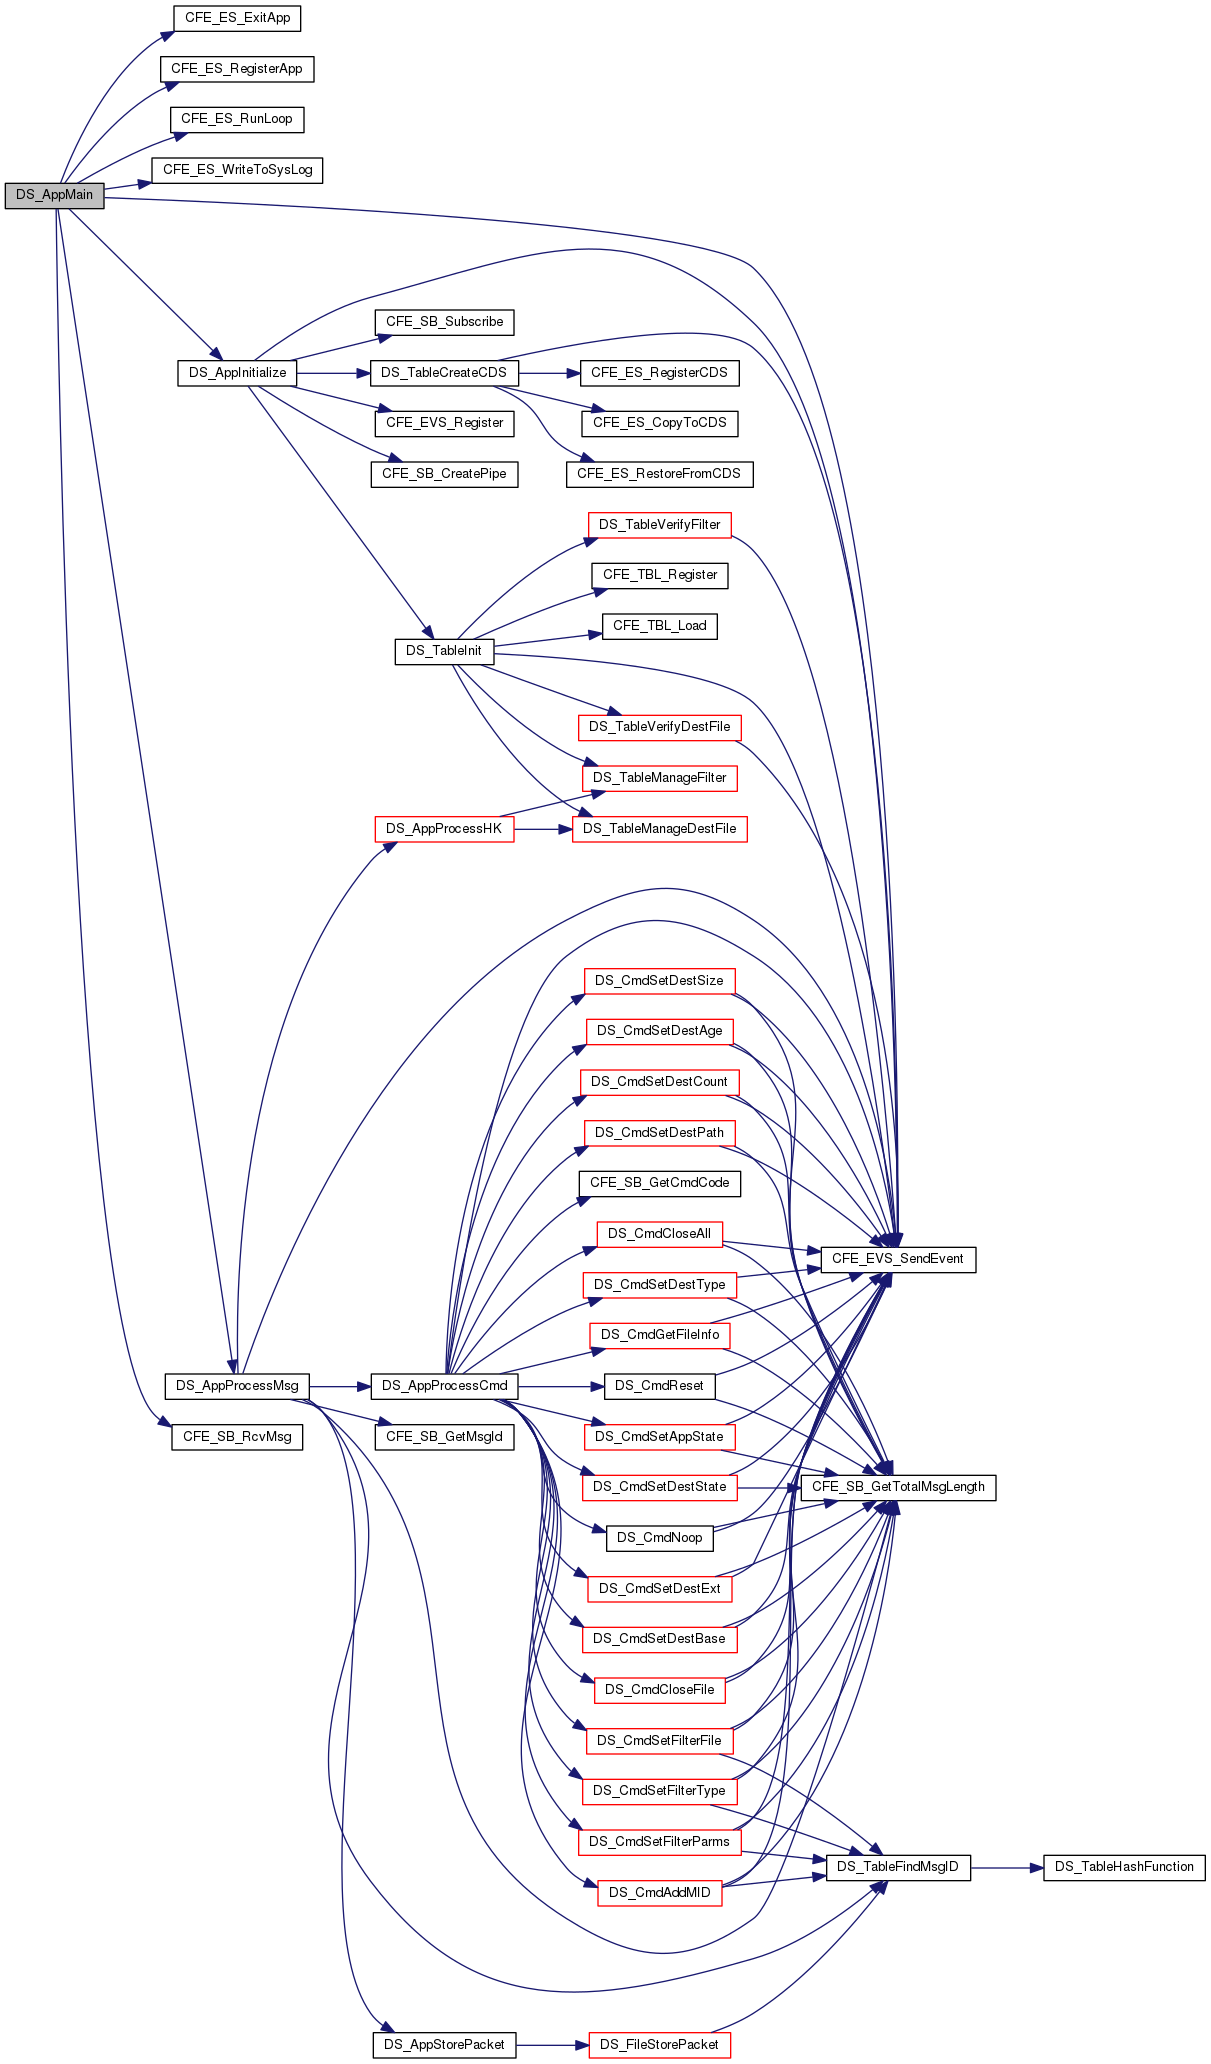 CFE_ES_ExitApp
CFE_ES_RegisterApp
CFE_ES_RunLoop
CFE_ES_WriteToSysLog
DS_AppMain
CFE_SB_Subscribe
DS_AppInitialize
DS_TableCreateCDS
CFE_ES_RegisterCDS
CFE_EVS_Register
CFE_ES_CopyToCDS
CFE_SB_CreatePipe
CFE_ES_RestoreFromCDS
DS_TableVerifyFilter
CFE_TBL_Register
CFE_TBL_Load
DS_TableInit
DS_TableVerifyDestFile
DS_TableManageFilter
DS_AppProcessHK
DS_TableManageDestFile
DS_CmdSetDestSize
DS_CmdSetDestAge
DS_CmdSetDestCount
DS_CmdSetDestPath
CFE_SB_GetCmdCode
DS_CmdCloseAll
CFE_EVS_SendEvent
DS_CmdSetDestType
DS_CmdGetFileInfo
DS_AppProcessMsg
DS_AppProcessCmd
DS_CmdReset
CFE_SB_RcvMsg
CFE_SB_GetMsgId
DS_CmdSetAppState
DS_CmdSetDestState
CFE_SB_GetTotalMsgLength
DS_CmdNoop
DS_CmdSetDestExt
DS_CmdSetDestBase
DS_CmdCloseFile
DS_CmdSetFilterFile
DS_CmdSetFilterType
DS_CmdSetFilterParms
DS_TableFindMsgID
DS_TableHashFunction
DS_CmdAddMID
DS_AppStorePacket
DS_FileStorePacket